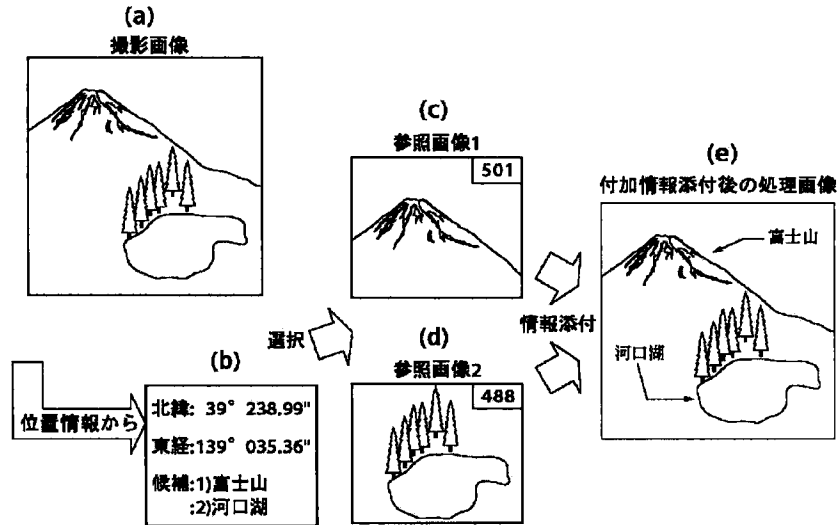 (a)
撮影画像
(c)
参照画像1
501
(e)
付加情報添付後の処理画像
富士山
河口湖
選択
情報添付
(b)
位置情報から
北緯: 39° 238.99"
東経:139° 035.36"
候補:1)富士山
:2)河口湖
(d)
参照画像2
488